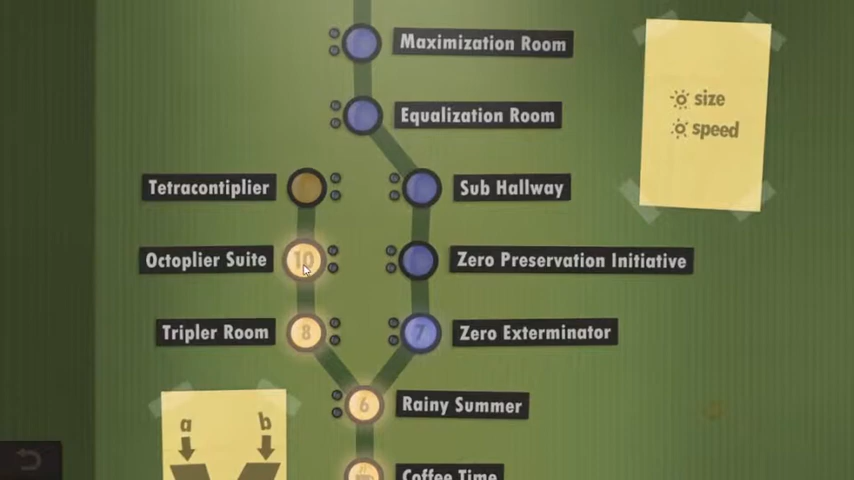 Maximization Room
size
speed
Equalization Room
Tetracontiplier
Sub Hallway
Octoplier Suite
10
Zero Preservation Initiative
Tripler Room
8
7
Zero Exterminator
6
Rainy Summer
a
b
Coffee Time